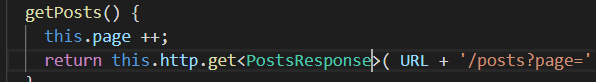 getPosts() {
this.page ++;
return this.http.get<PostsResponse>( URL + '/posts?page='
}